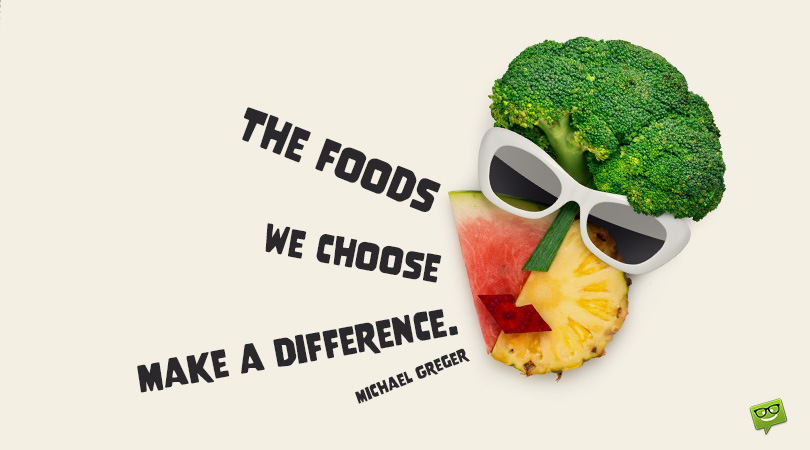 THE FOODS
WE CHOOSE
MAKE A DIFFERENCE.
MICHAEL GREGER